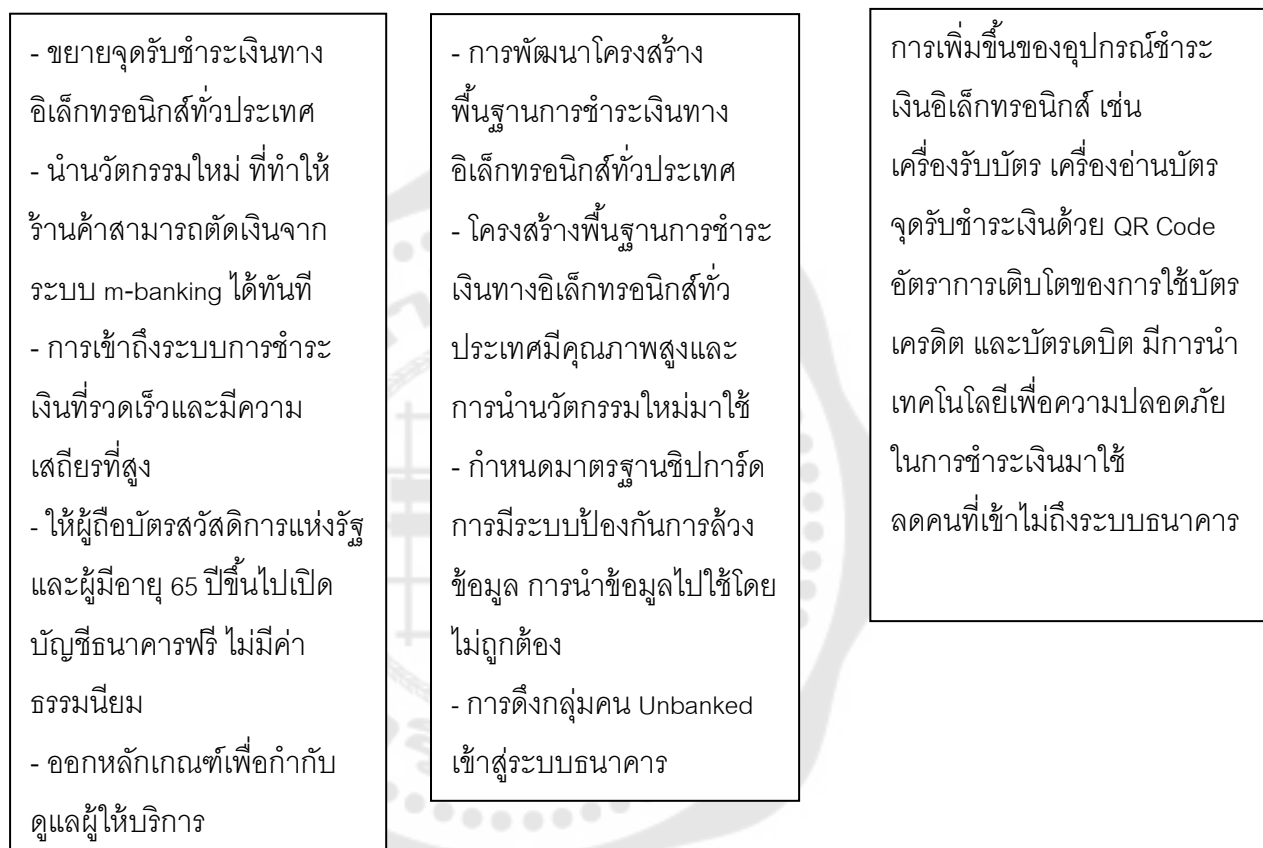 - ขยายจุดรับชำระเงินทาง
อิเล็กทรอนิกส์ทั่วประเทศ
- นำนวัตกรรมใหม่ ที่ทำให้
ร้านค้าสามารถตัดเงินจาก
ระบบ m-banking ได้ทันที
- การเข้าถึงระบบการชำระ
เงินที่รวดเร็วและมีความ
เสถียรที่สูง
- ให้ผู้ถือบัตรสวัสดิการแห่งรัฐ
และผู้มีอายุ 65 ปีขึ้นไปเปิด
บัญชีธนาคารฟรี ไม่มีค่า
ธรรมนียม
- ออกหลักเกณฑ์เพื่อกำกับ
ดูแลผู้ให้บริการ
- การพัฒนาโครงสร้าง
พื้นฐานการชำระเงินทาง
อิเล็กทรอนิกส์ทั่วประเทศ
- โครงสร้างพื้นฐานการชำระ
เงินทางอิเล็กทรอนิกส์ทั่ว
ประเทศมีคุณภาพสูงและ
การนำนวัตกรรมใหม่มาใช้
- กำหนดมาตรฐานชิปการ์ด
การมีระบบป้องกันการล้วง
ข้อมูล การนำข้อมูลไปใช้โดย
ไม่ถูกต้อง
- การดึงกลุ่มคน Unbanked
เข้าสู่ระบบธนาคาร
การเพิ่มขึ้นของอุปกรณ์ชำระ
เงินอิเล็กทรอนิกส์ เช่น
เครื่องรับบัตร เครื่องอ่านบัตร
จุดรับชำระเงินด้วย QR Code
อัตราการเติบโตของการใช้บัตร
เครดิต และบัตรเดบิต มีการนำ
เทคโนโลยีเพื่อความปลอดภัย
ในการชำระเงินมาใช้
ลดคนที่เข้าไม่ถึงระบบธนาคาร